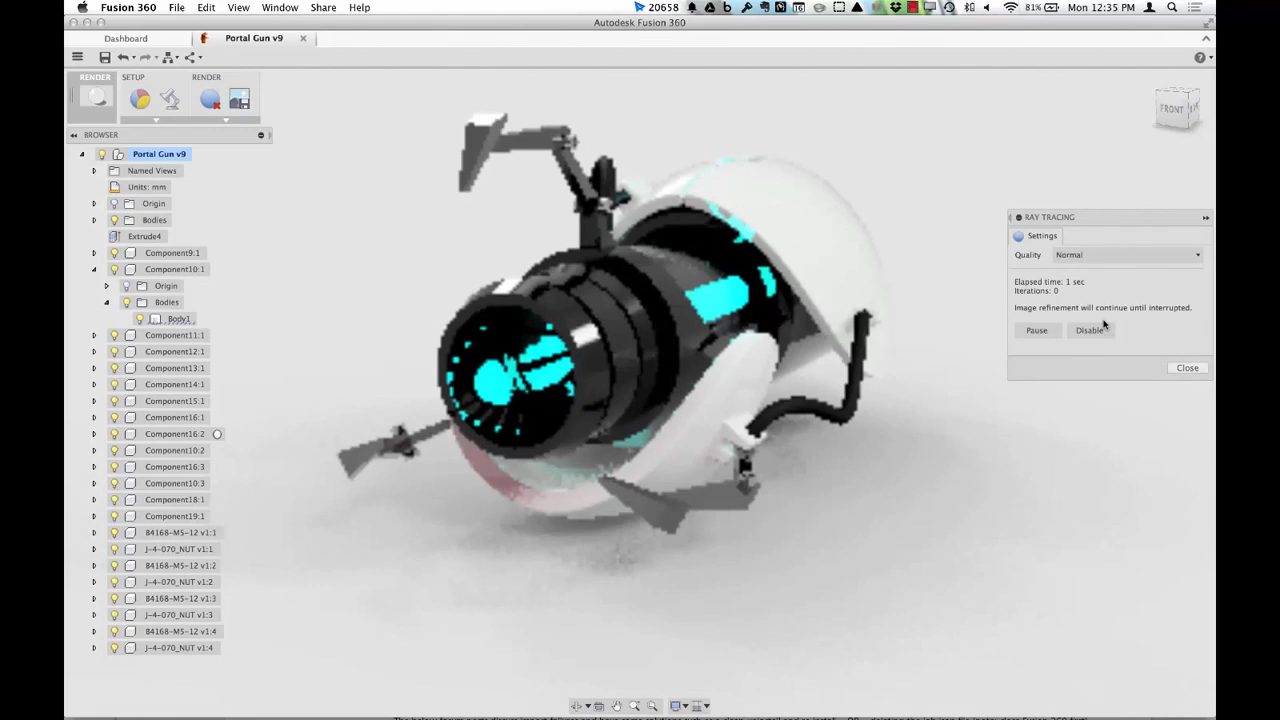 Fusion 360 File Edit View Window Share Help 20658 81% Mon 12:35 PM
Autodesk Fusion 360
Dashboard Portal Gun v9
RENDER SETUP RENDER
BROWSER
Portal Gun v9
Named Views
Units: mm
Origin
Bodies
Extrude4
Component9:1
Component10:1
Origin
Bodies
Body1
Component11:1
Component12:1
Component13:1
Component14:1
Component15:1
Component16:1
Component16:2
Component10:2
Component16:3
Component10:3
Component18:1
Component19:1
B4168-M5-12 v1:1
J-4-070_NUT v1:1
B4168-M5-12 v1:2
J-4-070_NUT v1:2
B4168-M5-12 v1:3
J-4-070_NUT v1:3
B4168-M5-12 v1:4
J-4-070_NUT v1:4
FRONT
RAY TRACING
Settings
Quality Normal
Elapsed time: 1 sec
Iterations: 0
Image refinement will continue until interrupted.
Pause Disable
Close